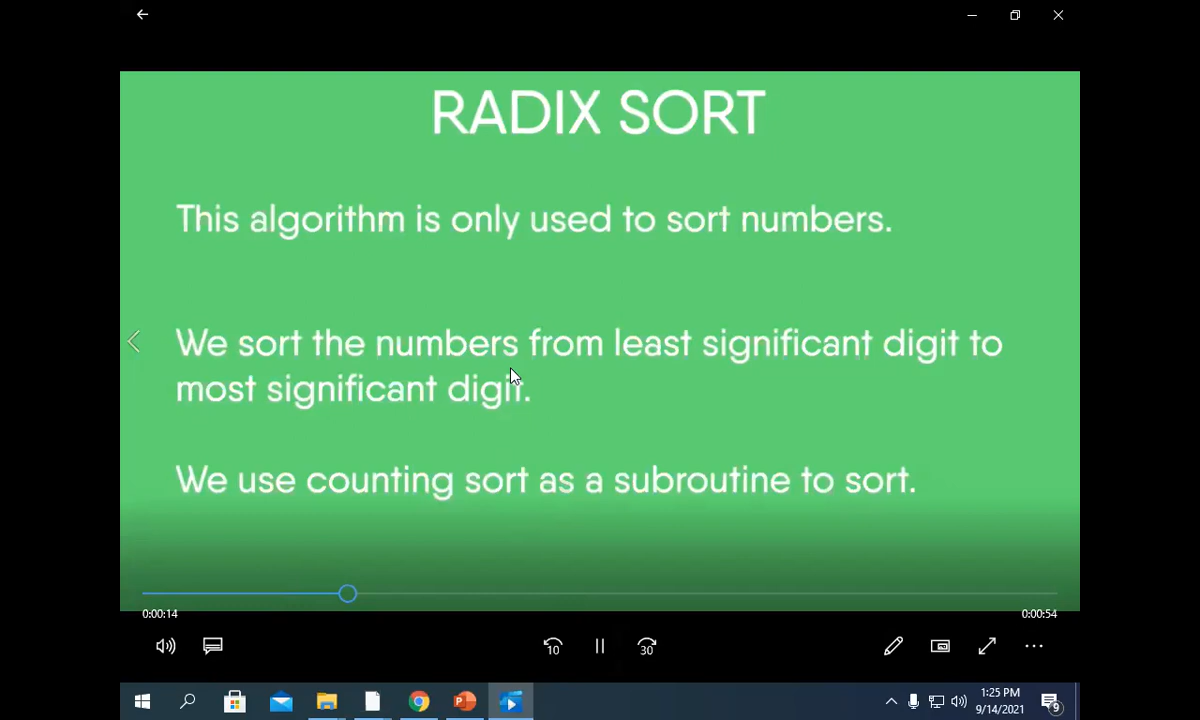 RADIX SORT
This algorithm is only used to sort numbers.
We sort the numbers from least significant digit to
most significant digit.
We use counting sort as a subroutine to sort.
0:00:14
0:00:54
10
30
1:25 PM
9/14/2021
9